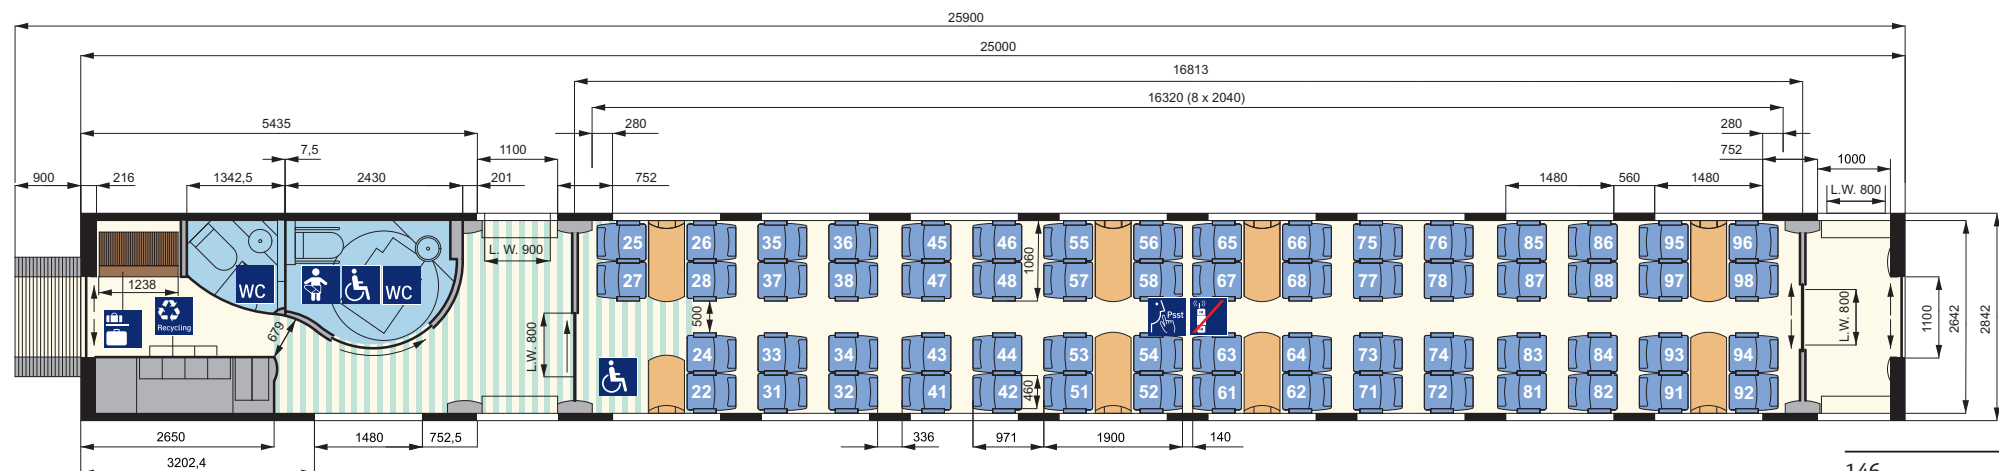 25900
25000
16813
16320 (8 x 2040)
5435 280 280
7,5 1100 752 1000
900 216 1342,5 2430 201 752 1480 560 1480 L.W. 800
25 26 35 36 45 46 55 56 65 66 75 76 85 86 95 96
L. W. 900 1060
27 28 37 38 47 48 57 58 67 68 77 78 87 88 97 98
WC WC
1238
Recycling
679 L.W. 800 500 Psst L.W. 800 1100 2642 2842
24 33 34 43 44 53 54 63 64 73 74 83 84 93 94
22 31 32 41 42 460 51 52 61 62 71 72 81 82 91 92
2650 1480 752,5 336 971 1900 140
3202,4
146